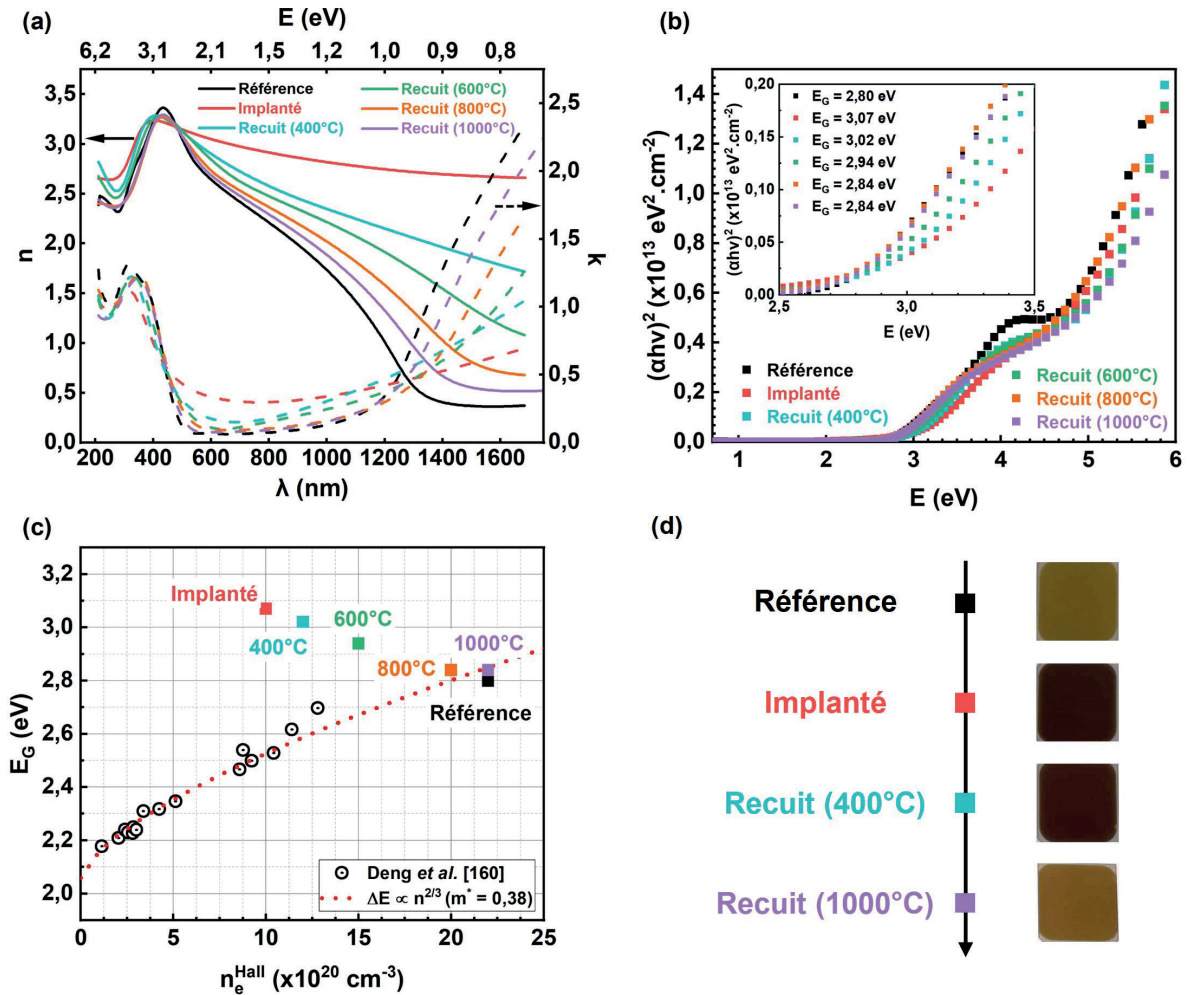 (a)
E (eV)
6,2 3,1 2,1 1,5 1,2 1,0 0,9 0,8
n
3,5
3,0
2,5
2,0
1,5
1,0
0,5
0,0
Référence
Implanté
Recuit (400°C)
Recuit (600°C)
Recuit (800°C)
Recuit (1000°C)
2,5
2,0
1,5
1,0
0,5
0,0
k
200 400 600 800 1000 1200 1400 1600
λ (nm)
(b)
(αhν)² (x10¹³ eV².cm⁻²)
1,4
1,2
1,0
0,8
0,6
0,4
0,2
0,0
(αhν)² (x10¹³ eV².cm⁻²)
0,20
0,15
0,10
0,05
0,00
E_G = 2,80 eV
E_G = 3,07 eV
E_G = 3,02 eV
E_G = 2,94 eV
E_G = 2,84 eV
E_G = 2,84 eV
2,5 3,0 3,5
E (eV)
Référence
Implanté
Recuit (400°C)
Recuit (600°C)
Recuit (800°C)
Recuit (1000°C)
1 2 3 4 5 6
E (eV)
(c)
E_G (eV)
3,2
3,0
2,8
2,6
2,4
2,2
2,0
Implanté
400°C
600°C
800°C
1000°C
Référence
Deng et al. [160]
ΔE ∝ n^2/3 (m* = 0,38)
0 5 10 15 20 25
n_e^Hall (x10²⁰ cm⁻³)
(d)
Référence
Implanté
Recuit (400°C)
Recuit (1000°C)